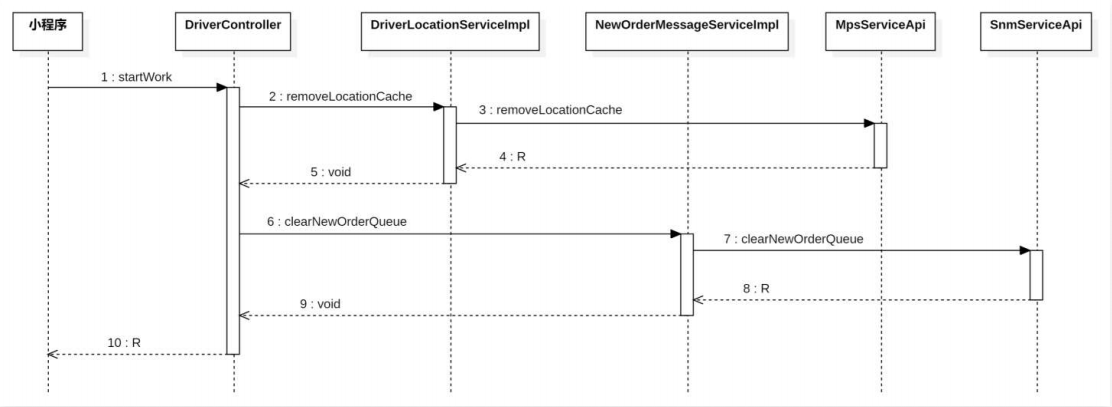 小程序
DriverController
DriverLocationServiceImpl
NewOrderMessageServiceImpl
MpsServiceApi
SnmServiceApi
1 : startWork
2 : removeLocationCache
3 : removeLocationCache
4 : R
5 : void
6 : clearNewOrderQueue
7 : clearNewOrderQueue
8 : R
9 : void
10 : R